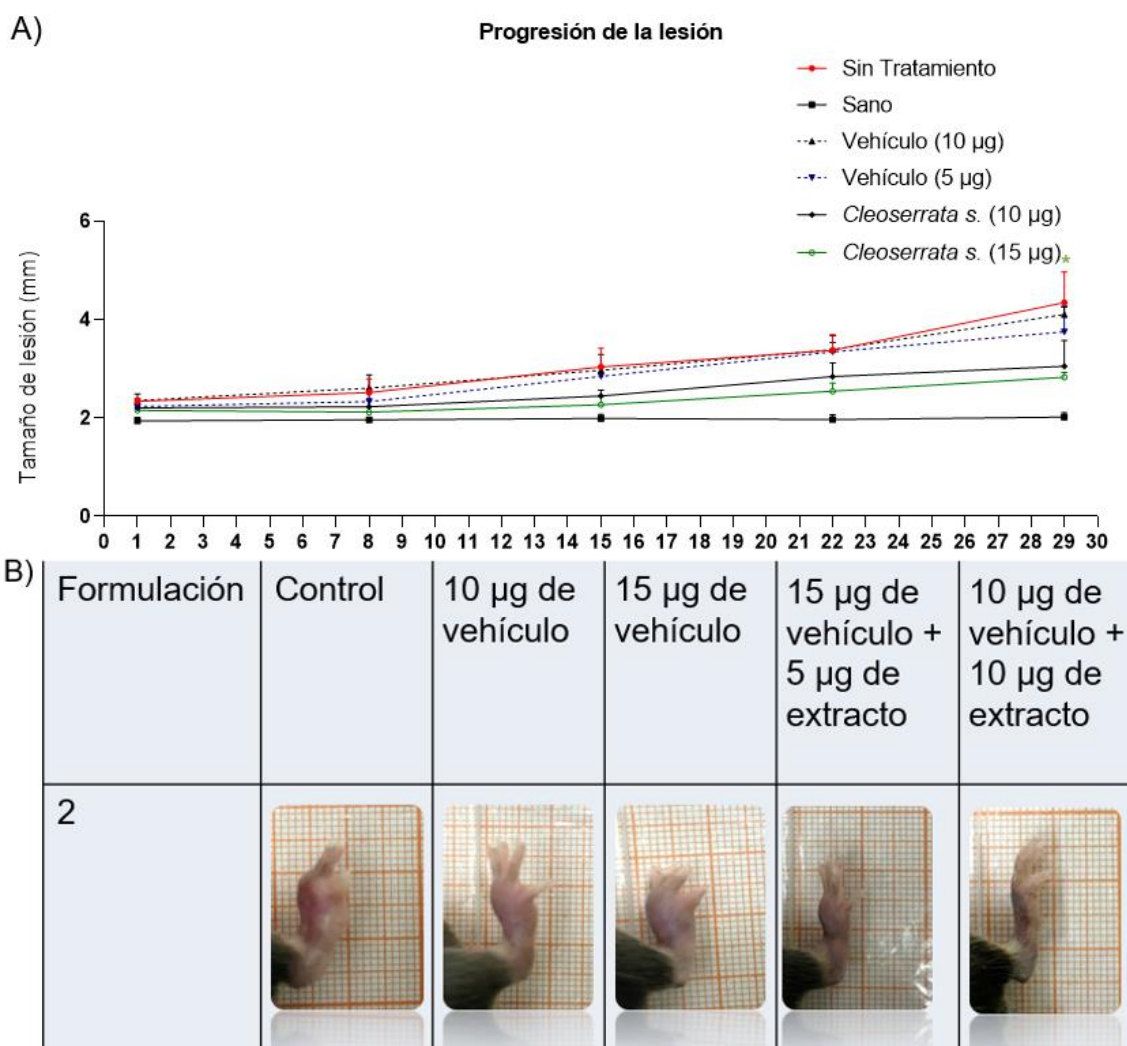 A)
Progresión de la lesión
Sin Tratamiento
Sano
Vehículo (10 µg)
Vehículo (5 µg)
Cleoserrata s. (10 µg)
Cleoserrata s. (15 µg)
*
Tamaño de lesión (mm)
6
4
2
0
0 1 2 3 4 5 6 7 8 9 10 11 12 13 14 15 16 17 18 19 20 21 22 23 24 25 26 27 28 29 30
B)
Formulación
Control
10 µg de
vehículo
15 µg de
vehículo
15 µg de
vehículo +
5 µg de
extracto
10 µg de
vehículo +
10 µg de
extracto
2